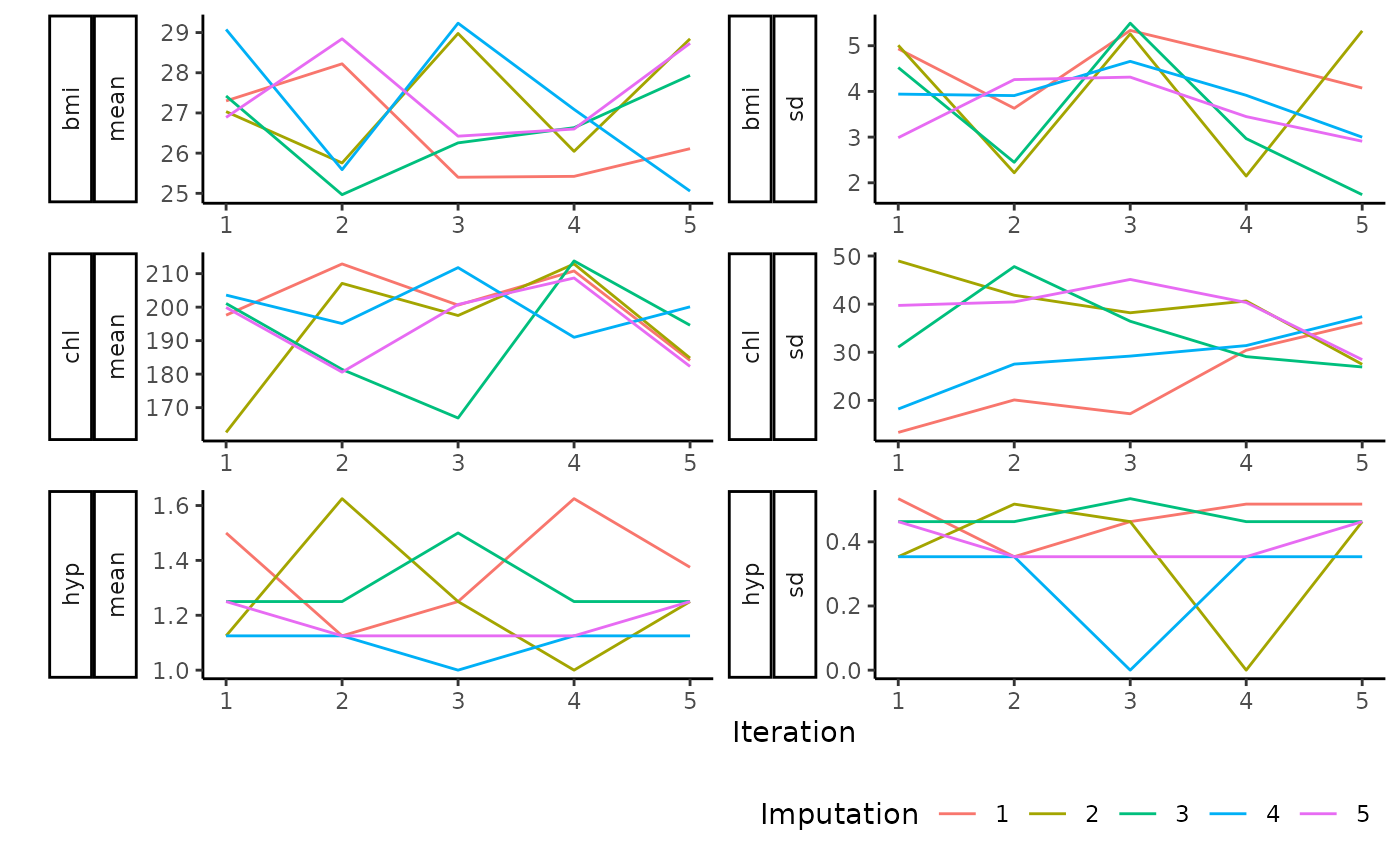 bmi mean 29 28 27 26 25
1 2 3 4 5
bmi sd 5 4 3 2
1 2 3 4 5
chl mean 210 200 190 180 170
1 2 3 4 5
chl sd 50 40 30 20
1 2 3 4 5
hyp mean 1.6 1.4 1.2 1.0
1 2 3 4 5
hyp sd 0.4 0.2 0.0
1 2 3 4 5
Iteration
Imputation 1 2 3 4 5